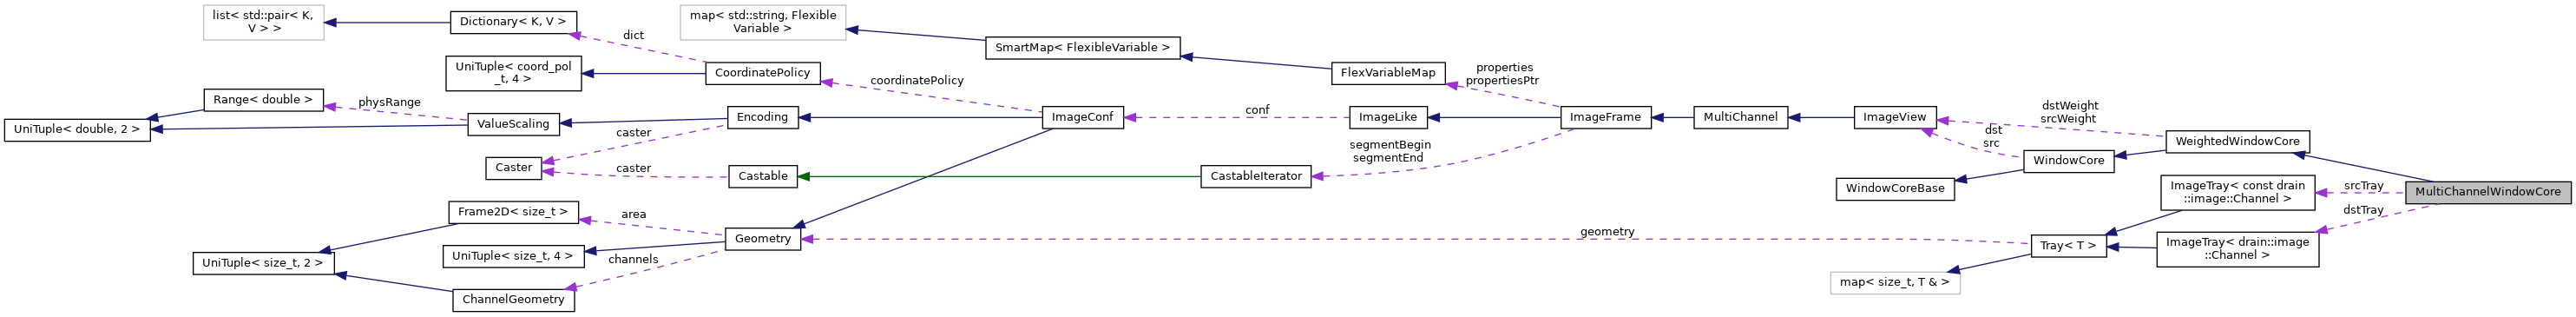 list< std::pair< K,
V > >
Dictionary< K, V >
dict
UniTuple< coord_pol
_t, 4 >
CoordinatePolicy
map< std::string, Flexible
Variable >
SmartMap< FlexibleVariable >
FlexVariableMap
properties
propertiesPtr
coordinatePolicy
Range< double >
physRange
UniTuple< double, 2 >
ValueScaling
Encoding
caster
Caster
caster
Castable
ImageConf
conf
ImageLike
ImageFrame
segmentBegin
segmentEnd
CastableIterator
MultiChannel
ImageView
dstWeight
srcWeight
dst
src
WeightedWindowCore
WindowCore
WindowCoreBase
MultiChannelWindowCore
srcTray
dstTray
ImageTray< const drain
::image::Channel >
ImageTray< drain::image
::Channel >
Tray< T >
map< size_t, T & >
geometry
Geometry
area
channels
Frame2D< size_t >
UniTuple< size_t, 4 >
UniTuple< size_t, 2 >
ChannelGeometry